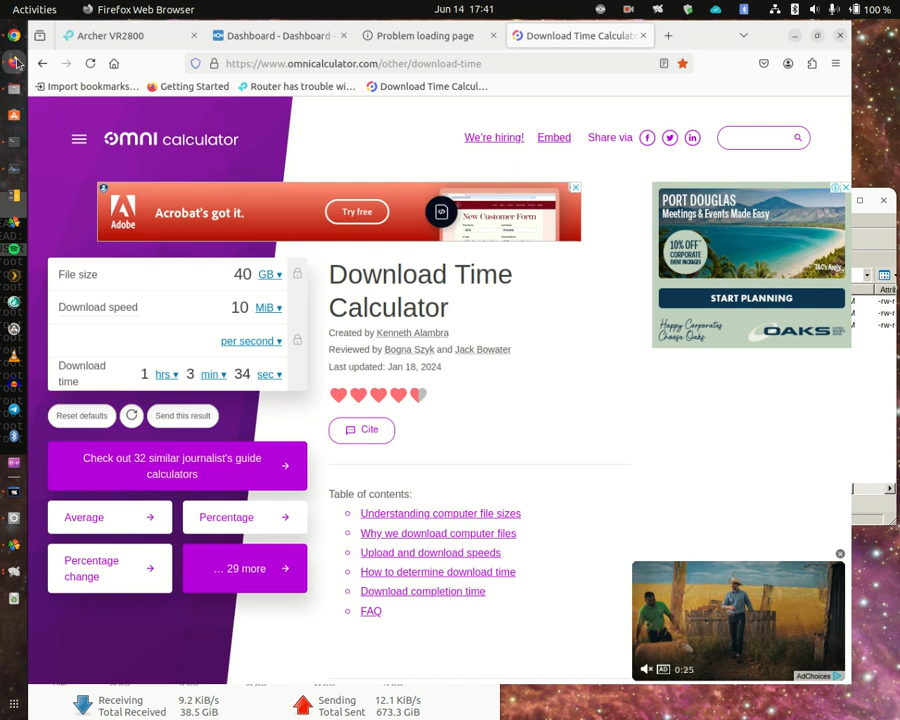 Activities
Firefox Web Browser
Jun 14 17:41
100 %
Archer VR2800
Dashboard - Dashboard -
Problem loading page
Download Time Calculat
https://www.omnicalculator.com/other/download-time
Import bookmarks...
Getting Started
Router has trouble wi...
Download Time Calcul...
omni calculator
We're hiring!
Embed
Share via
Adobe
Acrobat's got it.
Try free
New Customer Form
PORT DOUGLAS
Meetings & Events Made Easy
10% OFF*
CORPORATE
EVENT PACKAGES
T&C's Apply
START PLANNING
Happy Corporates
Choose Oaks
OAKS
File size 40 GB
Download speed 10 MiB
per second
Download time 1 hrs 3 min 34 sec
Reset defaults
Send this result
Check out 32 similar journalist's guide
calculators
Average
Percentage
Percentage
change
... 29 more
Download Time
Calculator
Created by Kenneth Alambra
Reviewed by Bogna Szyk and Jack Bowater
Last updated: Jan 18, 2024
Cite
Table of contents:
Understanding computer file sizes
Why we download computer files
Upload and download speeds
How to determine download time
Download completion time
FAQ
AD 0:25
AdChoices
Attrib
-rw-r
-rw-r
-rw-r
Receiving 9.2 KiB/s
Total Received 38.5 GiB
Sending 12.1 KiB/s
Total Sent 673.3 GiB